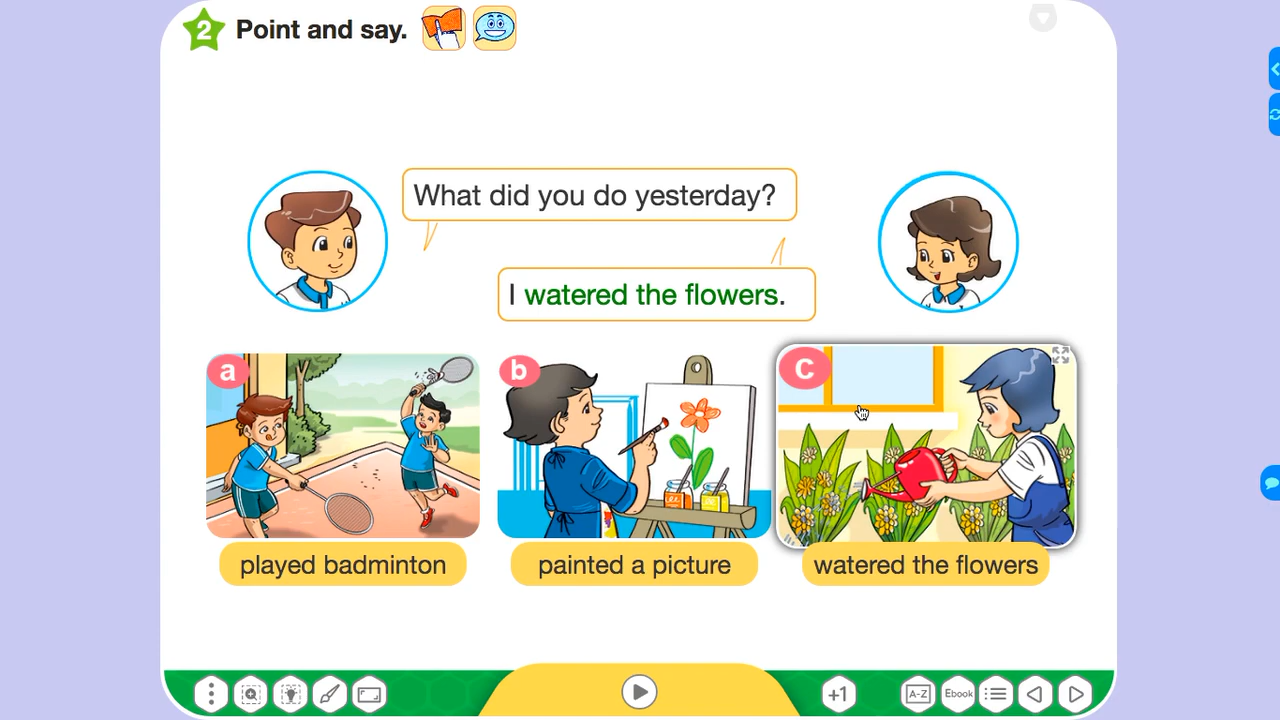 2 Point and say.
What did you do yesterday?
I watered the flowers.
a
b
c
played badminton
painted a picture
watered the flowers
+1
A-Z
Ebook